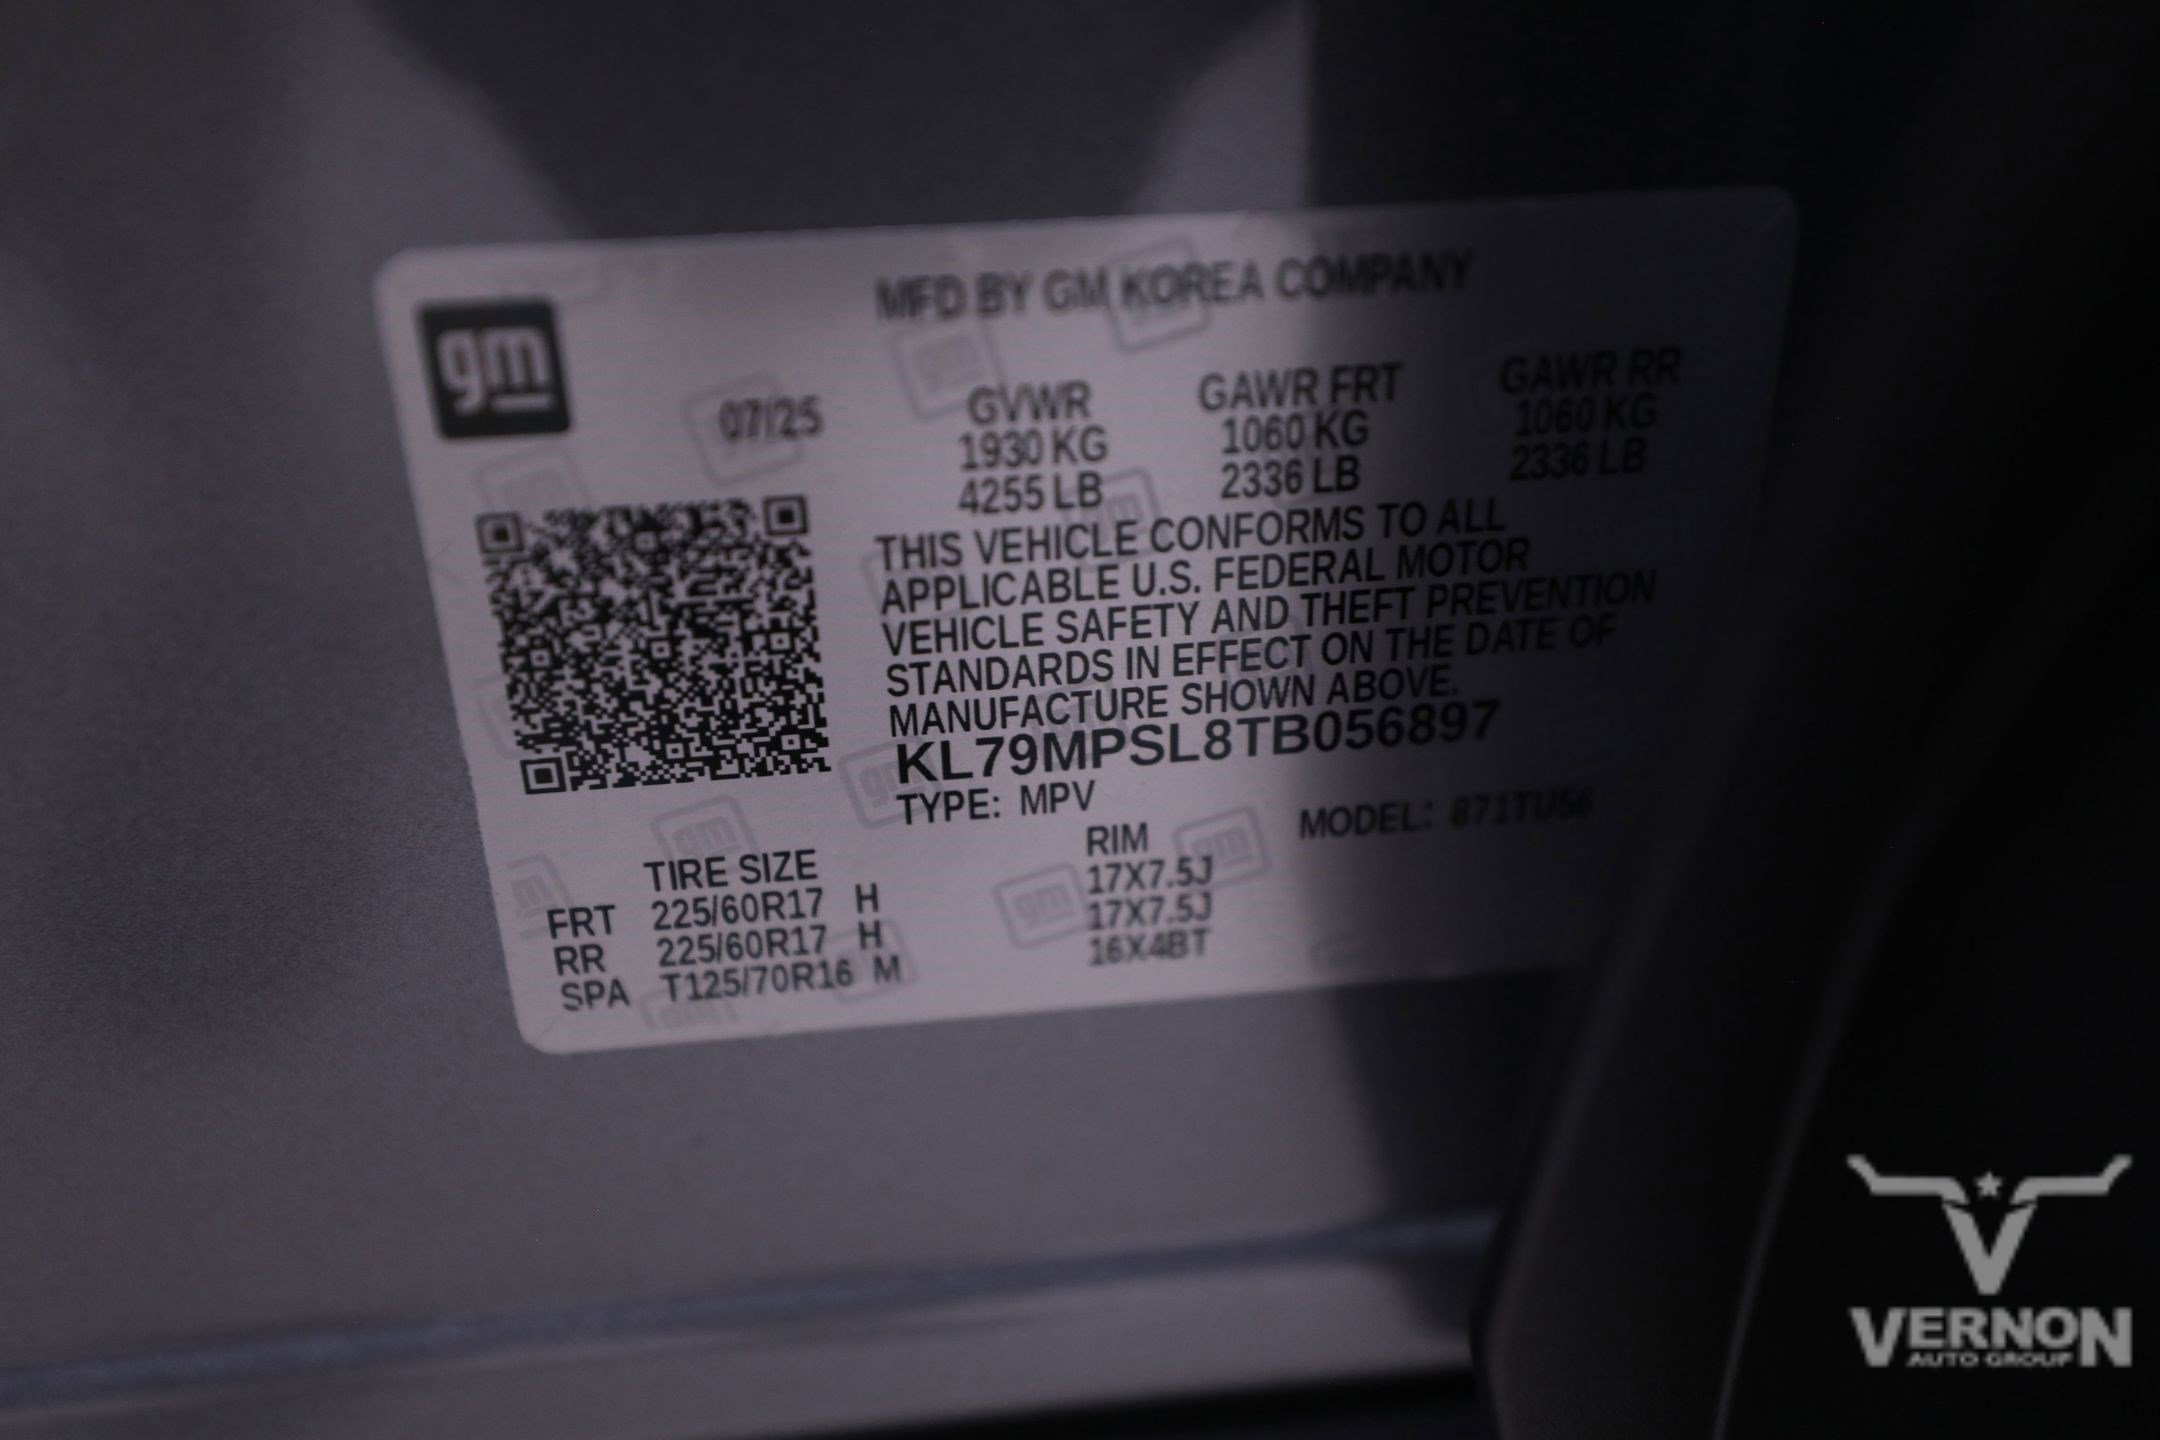 gm
MFD BY GM KOREA COMPANY
07/25
GVWR GAWR FRT GAWR RR
1930 KG 1060 KG 1060 KG
4255 LB 2336 LB 2336 LB
THIS VEHICLE CONFORMS TO ALL
APPLICABLE U.S. FEDERAL MOTOR
VEHICLE SAFETY AND THEFT PREVENTION
STANDARDS IN EFFECT ON THE DATE OF
MANUFACTURE SHOWN ABOVE.
KL79MPSL8TB056897
TYPE: MPV MODEL: 871TU56
TIRE SIZE RIM
FRT 225/60R17 H 17X7.5J
RR 225/60R17 H 17X7.5J
SPA T125/70R16 M 16X4BT
VERNON
AUTO GROUP